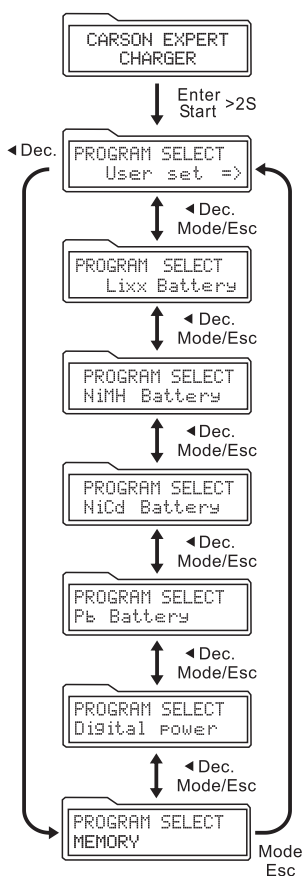 CARSON EXPERT
CHARGER
Enter
Start >2S
◄Dec.
PROGRAM SELECT
User set =>
◄ Dec.
Mode/Esc
PROGRAM SELECT
Lixx Battery
◄ Dec.
Mode/Esc
PROGRAM SELECT
NiMH Battery
◄Dec.
Mode/Esc
PROGRAM SELECT
NiCd Battery
◄Dec.
Mode/Esc
PROGRAM SELECT
Pb Battery
◄ Dec.
Mode/Esc
PROGRAM SELECT
Digital power
◄ Dec.
Mode/Esc
PROGRAM SELECT
MEMORY
Mode
Esc